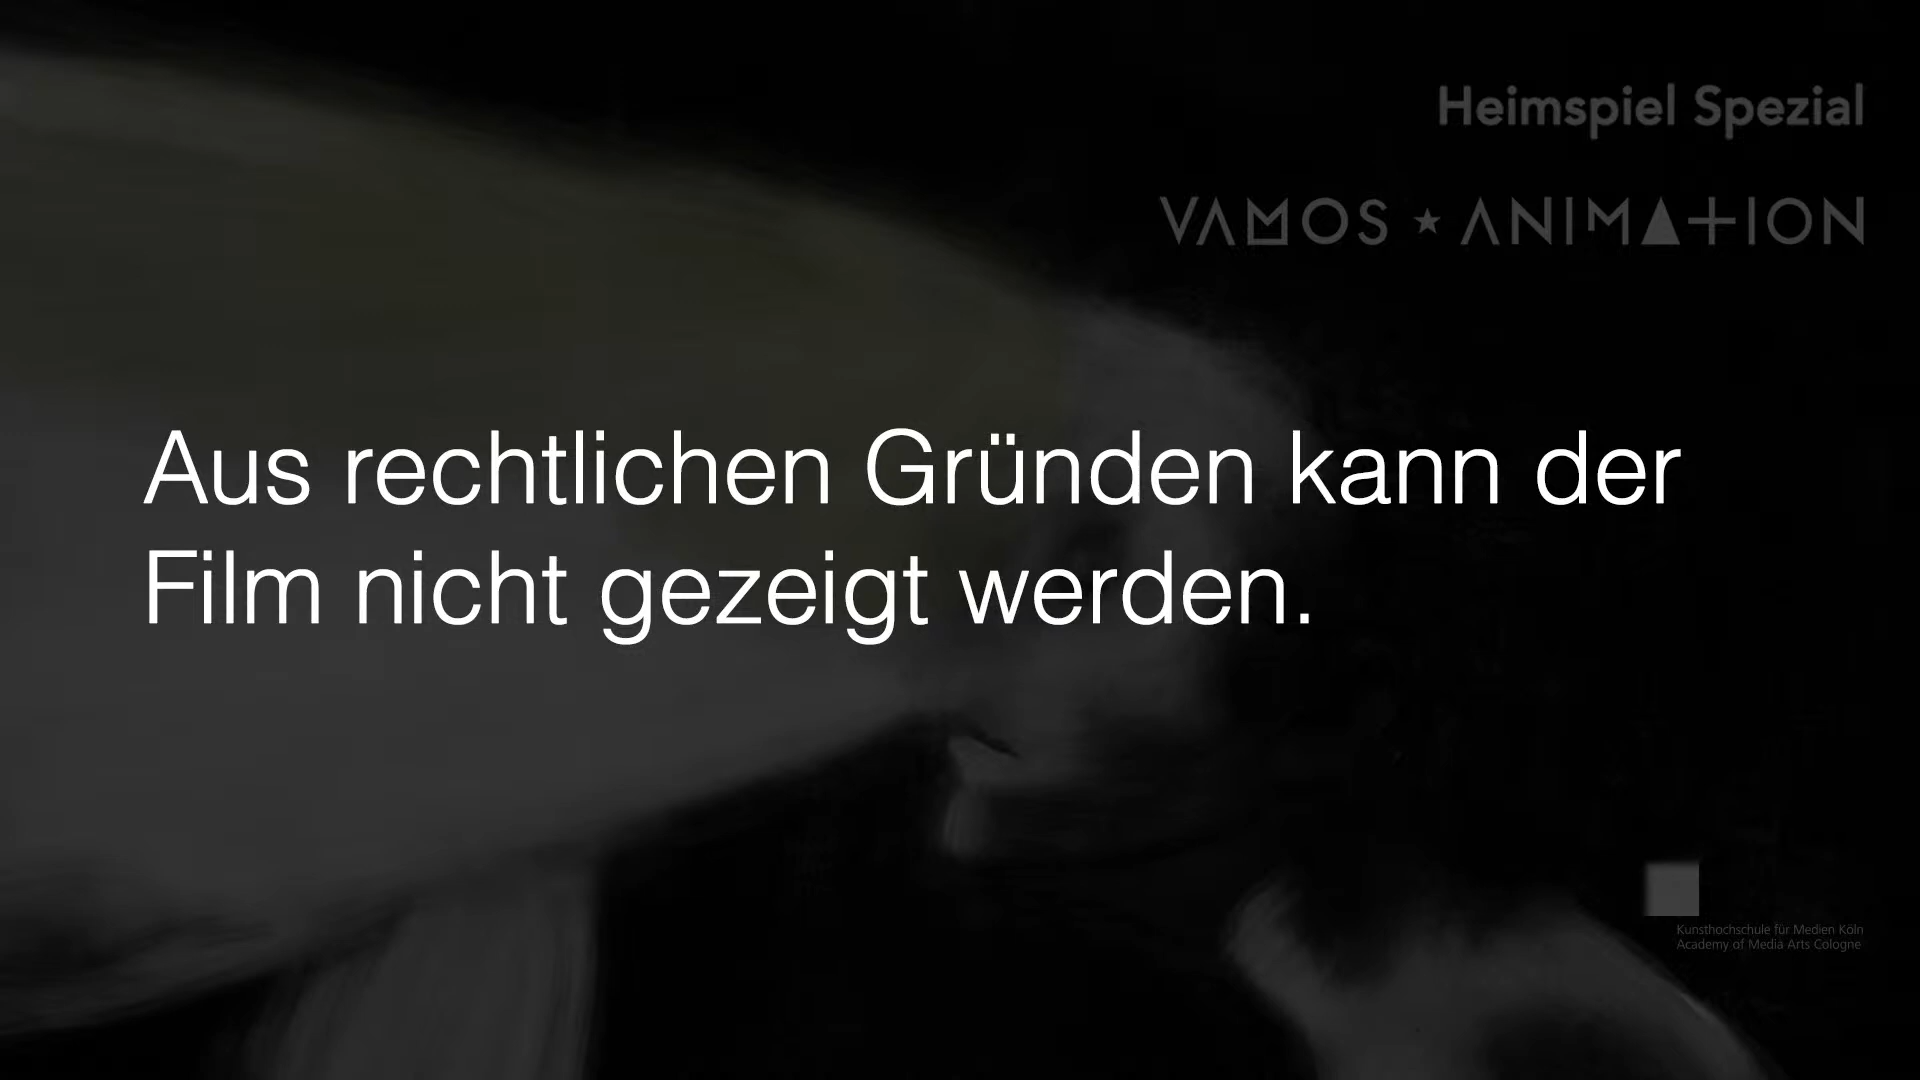 Heimspiel Spezial
VAMOS ★ ANIMATION
Aus rechtlichen Gründen kann der
Film nicht gezeigt werden.
Kunsthochschule für Medien Köln
Academy of Media Arts Cologne